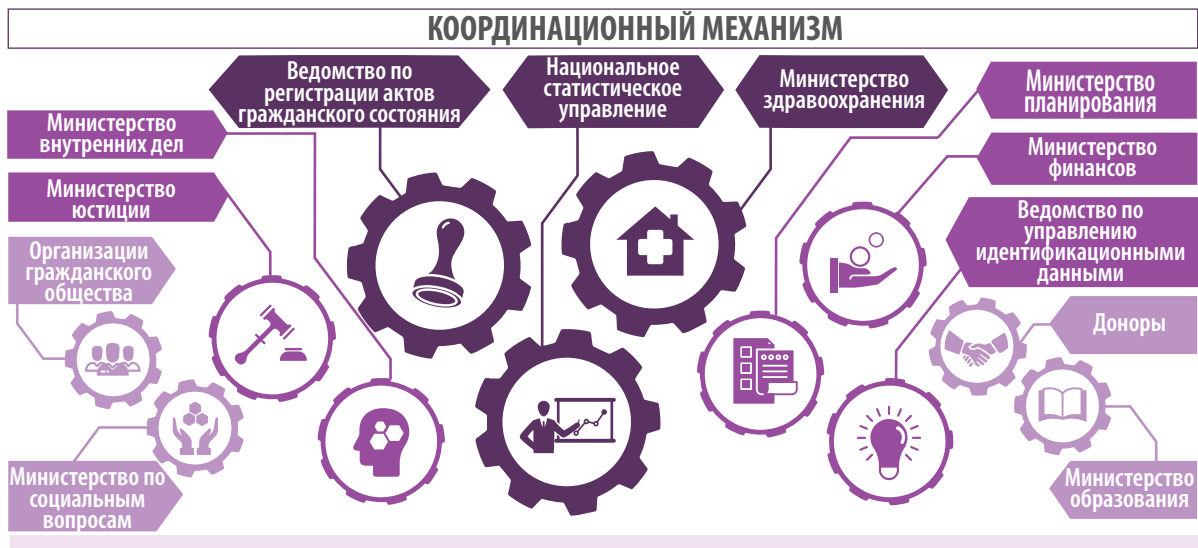 КООРДИНАЦИОННЫЙ МЕХАНИЗМ
Ведомство по
регистрации актов
гражданского состояния
Национальное
статистическое
управление
Министерство
здравоохранения
Министерство
планирования
Министерство
внутренних дел
Министерство
финансов
Министерство
юстиции
Ведомство по
управлению
идентификационными
данными
Организации
гражданского
общества
Доноры
Министерство по
социальным
вопросам
Министерство
образования